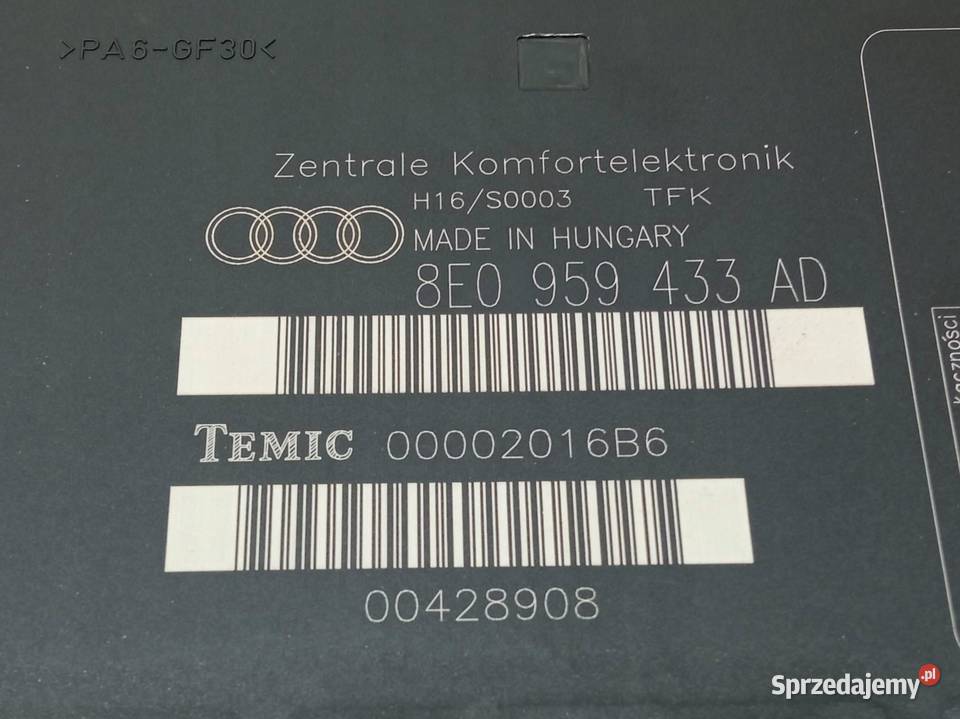 >PA6-GF30<
Zentrale Komfortelektronik
H16/S0003 TFK
MADE IN HUNGARY
8E0 959 433 AD
TEMIC 00002016B6
00428908
łączności
Sprzedajemy.pl